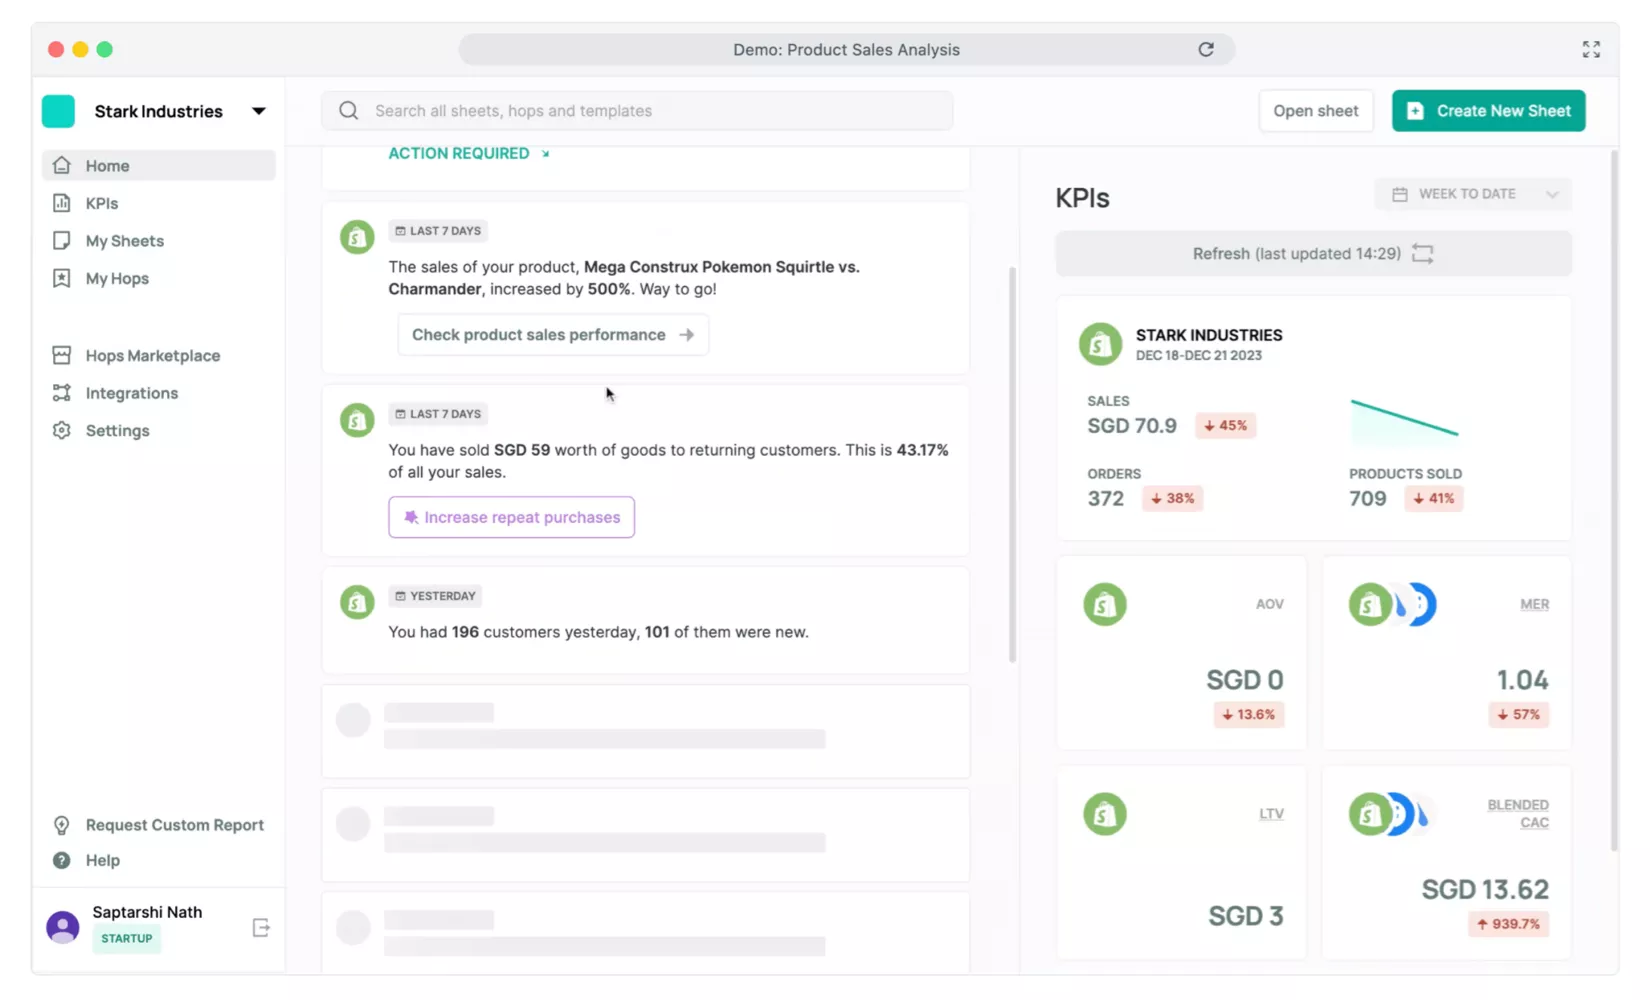 Demo: Product Sales Analysis
Stark Industries
Search all sheets, hops and templates
Open sheet
Create New Sheet
Home
KPIs
My Sheets
My Hops
Hops Marketplace
Integrations
Settings
Request Custom Report
Help
Saptarshi Nath
STARTUP
ACTION REQUIRED
LAST 7 DAYS
The sales of your product, Mega Construx Pokemon Squirtle vs.
Charmander, increased by 500%. Way to go!
Check product sales performance
LAST 7 DAYS
You have sold SGD 59 worth of goods to returning customers. This is 43.17%
of all your sales.
Increase repeat purchases
YESTERDAY
You had 196 customers yesterday, 101 of them were new.
KPIs
WEEK TO DATE
Refresh (last updated 14:29)
STARK INDUSTRIES
DEC 18-DEC 21 2023
SALES
SGD 70.9 45%
ORDERS
372 38%
PRODUCTS SOLD
709 41%
AOV
SGD 0
13.6%
MER
1.04
57%
LTV
SGD 3
BLENDED
CAC
SGD 13.62
939.7%